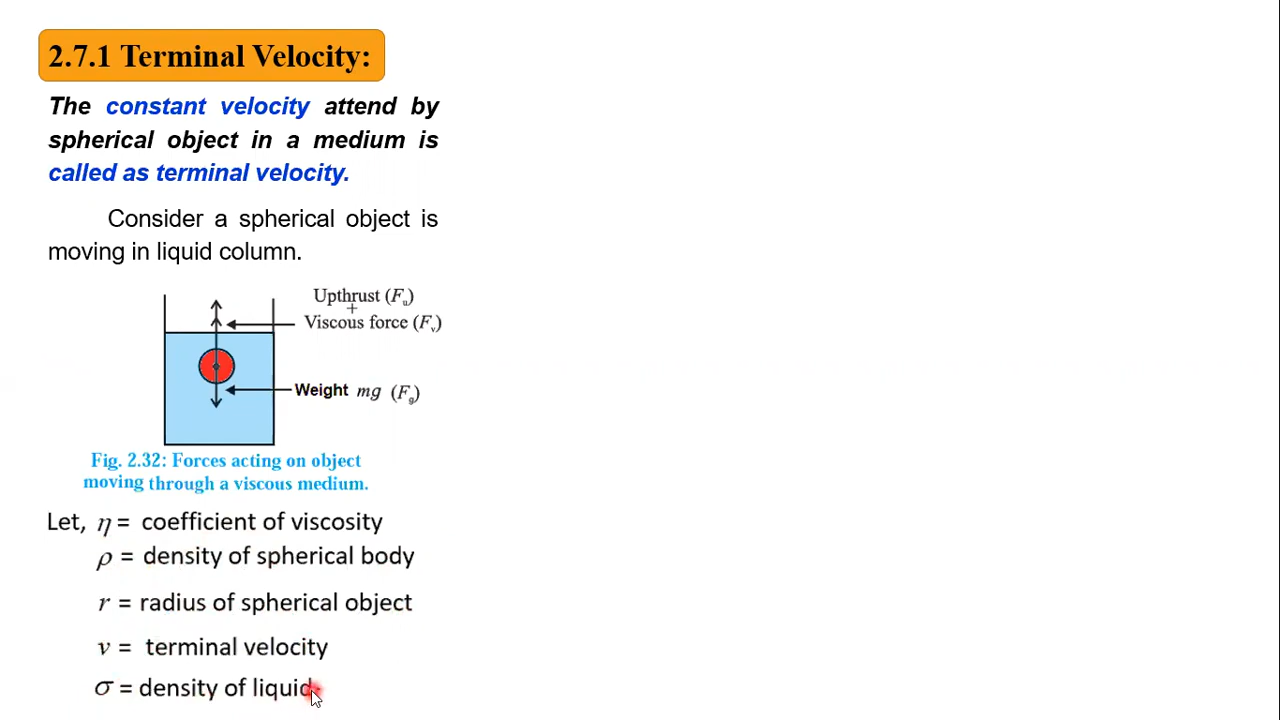 2.7.1 Terminal Velocity:
The constant velocity attend by
spherical object in a medium is
called as terminal velocity.
Consider a spherical object is
moving in liquid column.
Upthrust (Fu)
+
Viscous force (Fv)
Weight mg (Fg)
Fig. 2.32: Forces acting on object
moving through a viscous medium.
Let, η = coefficient of viscosity
ρ = density of spherical body
r = radius of spherical object
v = terminal velocity
σ = density of liquid